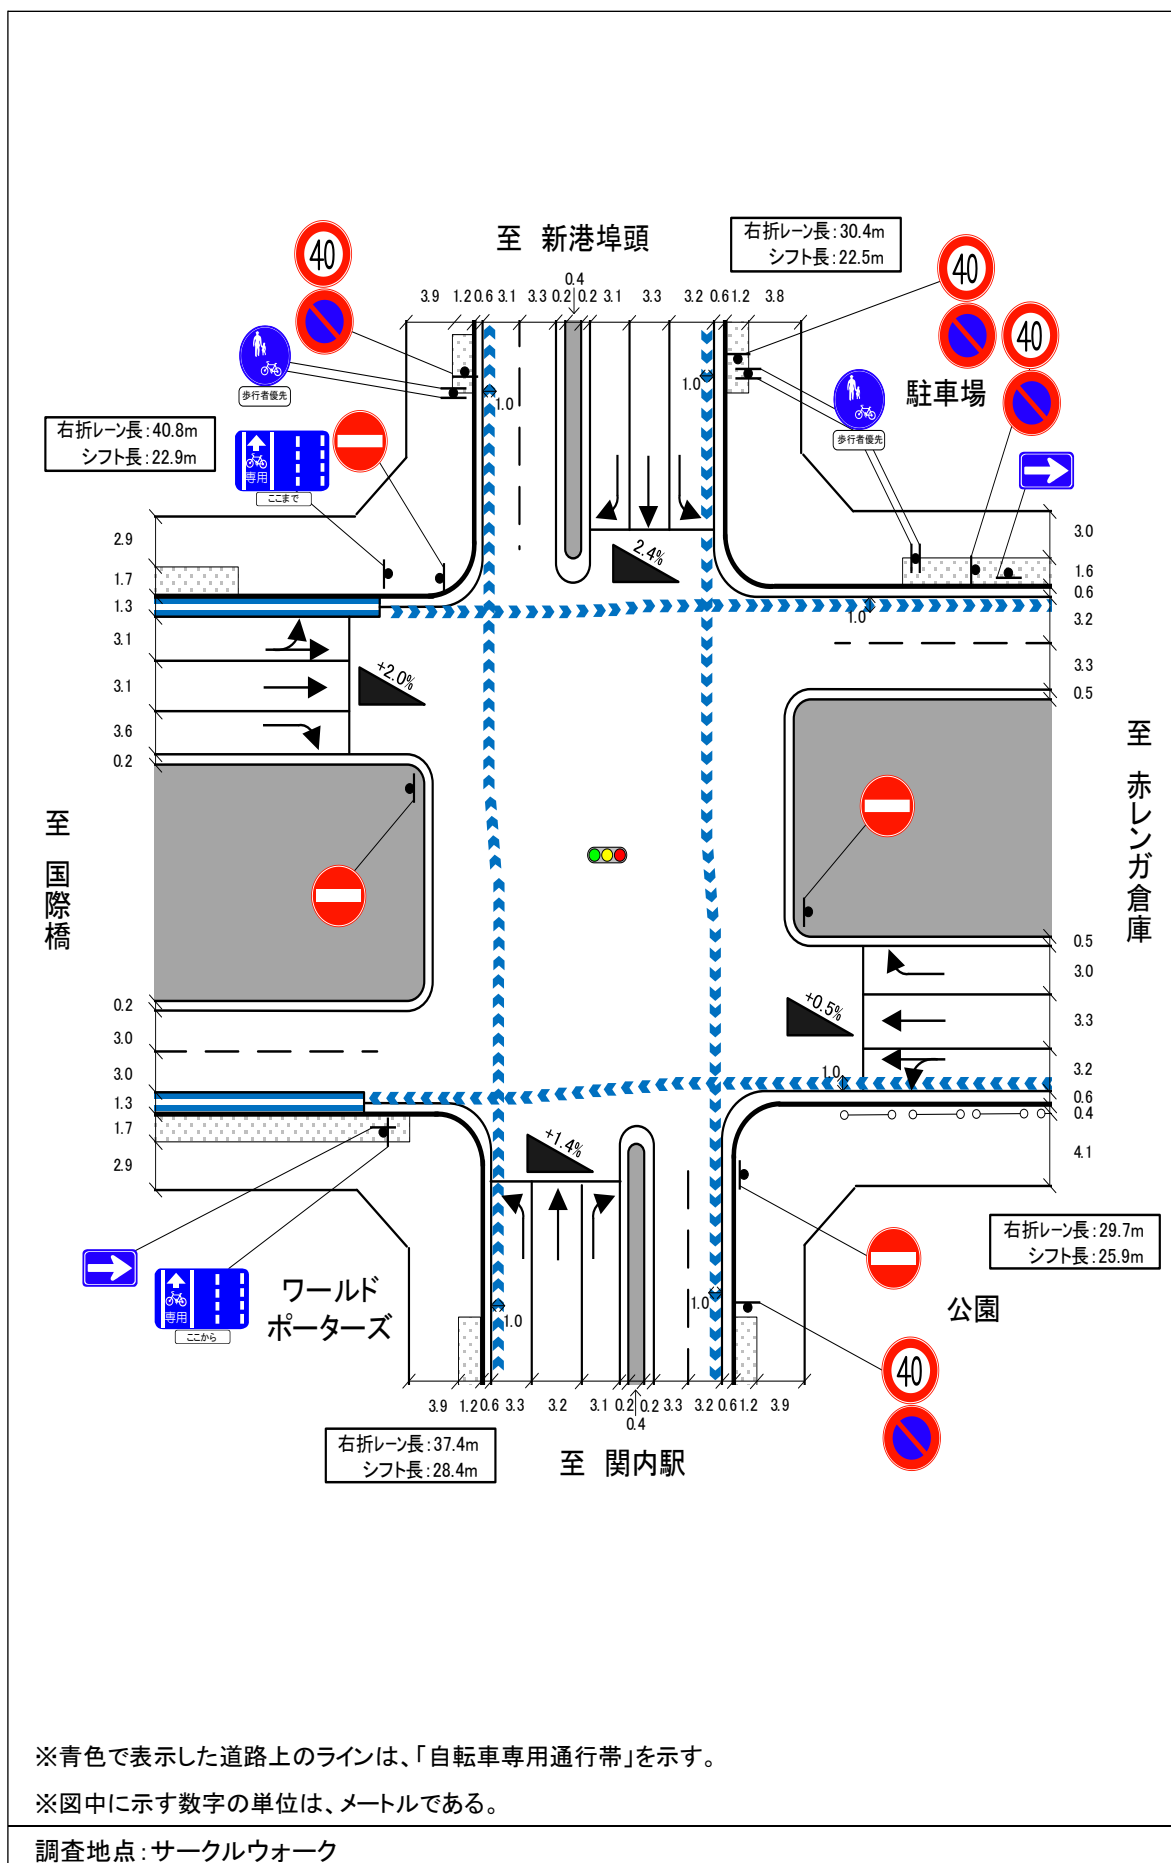 至 新港埠頭
右折レーン長:30.4m
シフト長:22.5m
40
40
0.4
3.9 1.2 0.6 3.1 3.3 0.2 0.2 3.1 3.3 3.2 0.6 1.2 3.8
40
歩行者優先
1.0
1.0
駐車場
右折レーン長:40.8m
シフト長:22.9m
専用
ここまで
歩行者優先
2.9
1.7
1.3
3.1
3.1
3.6
0.2
2.4%
+2.0%
1.0
3.0
1.6
0.6
3.2
3.3
0.5
至 国際橋
至 赤レンガ倉庫
0.2
3.0
3.0
1.3
1.7
2.9
+0.5%
1.0
0.5
3.0
3.3
3.2
0.6
0.4
4.1
+1.4%
専用
ここから
ワールド
ポーターズ
1.0
1.0
右折レーン長:29.7m
シフト長:25.9m
公園
40
3.9 1.2 0.6 3.3 3.2 3.1 0.2 0.2 3.3 3.2 0.6 1.2 3.9
0.4
右折レーン長:37.4m
シフト長:28.4m
至 関内駅
※青色で表示した道路上のラインは、「自転車専用通行帯」を示す。
※図中に示す数字の単位は、メートルである。
調査地点:サークルウォーク